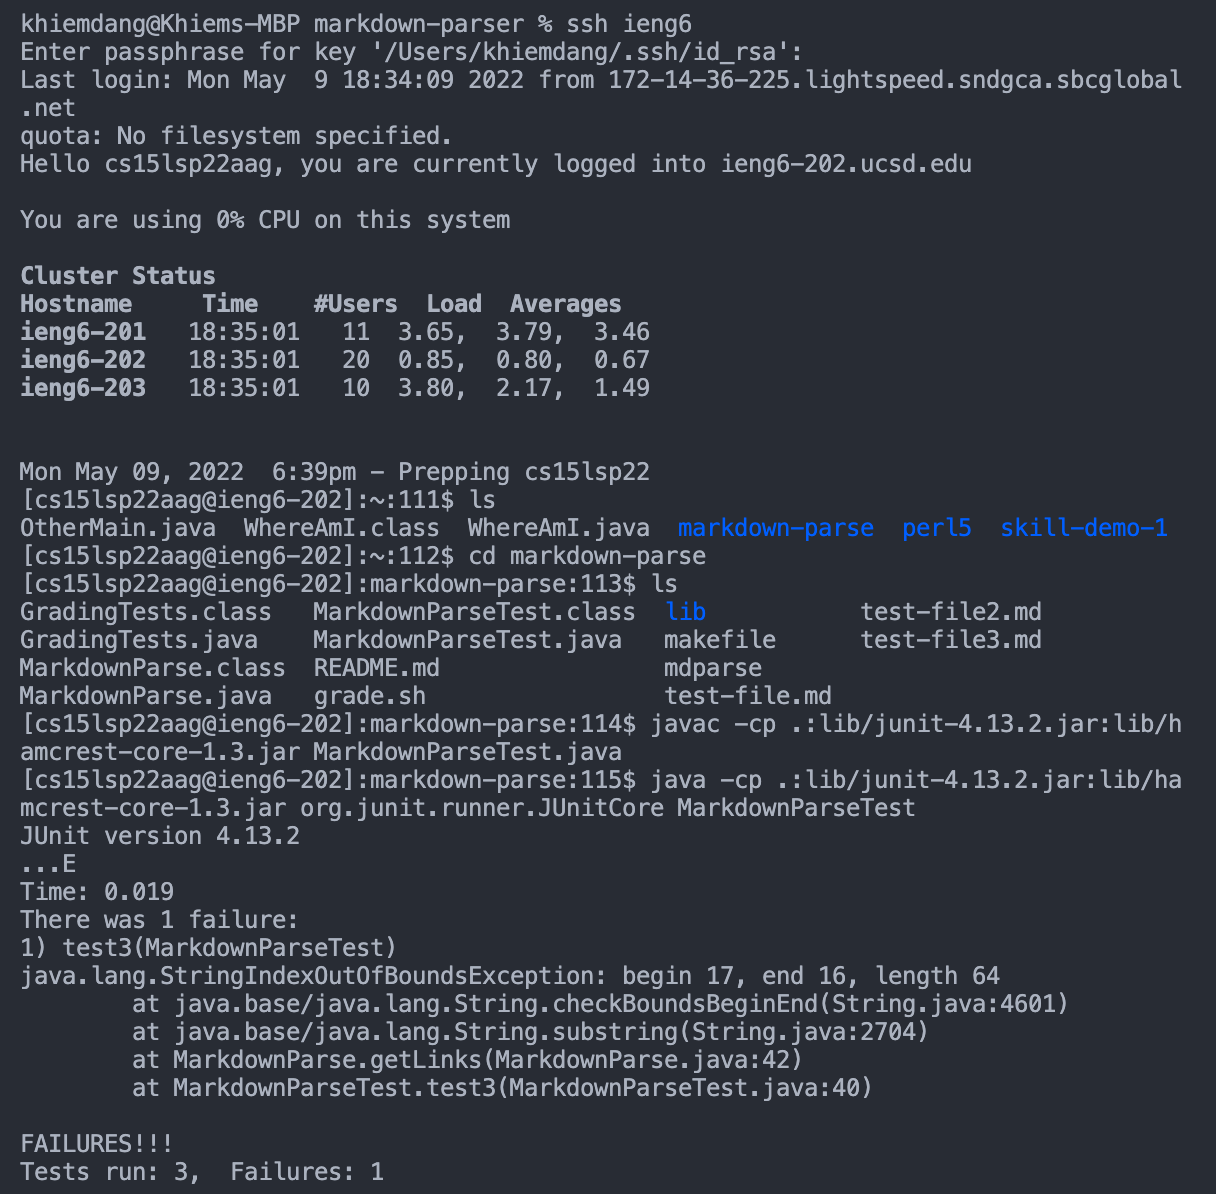 khiemdang@Khiems-MBP markdown-parser % ssh ieng6
Enter passphrase for key '/Users/khiemdang/.ssh/id_rsa':
Last login: Mon May  9 18:34:09 2022 from 172-14-36-225.lightspeed.sndgca.sbcglobal
.net
quota: No filesystem specified.
Hello cs15lsp22aag, you are currently logged into ieng6-202.ucsd.edu
You are using 0% CPU on this system
Cluster Status
Hostname     Time    #Users  Load  Averages
ieng6-201   18:35:01   11  3.65,  3.79,  3.46
ieng6-202   18:35:01   20  0.85,  0.80,  0.67
ieng6-203   18:35:01   10  3.80,  2.17,  1.49
Mon May 09, 2022  6:39pm - Prepping cs15lsp22
[cs15lsp22aag@ieng6-202]:~:111$ ls
OtherMain.java  WhereAmI.class  WhereAmI.java  markdown-parse  perl5  skill-demo-1
[cs15lsp22aag@ieng6-202]:~:112$ cd markdown-parse
[cs15lsp22aag@ieng6-202]:markdown-parse:113$ ls
GradingTests.class   MarkdownParseTest.class  lib           test-file2.md
GradingTests.java    MarkdownParseTest.java   makefile      test-file3.md
MarkdownParse.class  README.md                mdparse
MarkdownParse.java   grade.sh                 test-file.md
[cs15lsp22aag@ieng6-202]:markdown-parse:114$ javac -cp .:lib/junit-4.13.2.jar:lib/h
amcrest-core-1.3.jar MarkdownParseTest.java
[cs15lsp22aag@ieng6-202]:markdown-parse:115$ java -cp .:lib/junit-4.13.2.jar:lib/ha
mcrest-core-1.3.jar org.junit.runner.JUnitCore MarkdownParseTest
JUnit version 4.13.2
...E
Time: 0.019
There was 1 failure:
1) test3(MarkdownParseTest)
java.lang.StringIndexOutOfBoundsException: begin 17, end 16, length 64
        at java.base/java.lang.String.checkBoundsBeginEnd(String.java:4601)
        at java.base/java.lang.String.substring(String.java:2704)
        at MarkdownParse.getLinks(MarkdownParse.java:42)
        at MarkdownParseTest.test3(MarkdownParseTest.java:40)
FAILURES!!!
Tests run: 3,  Failures: 1